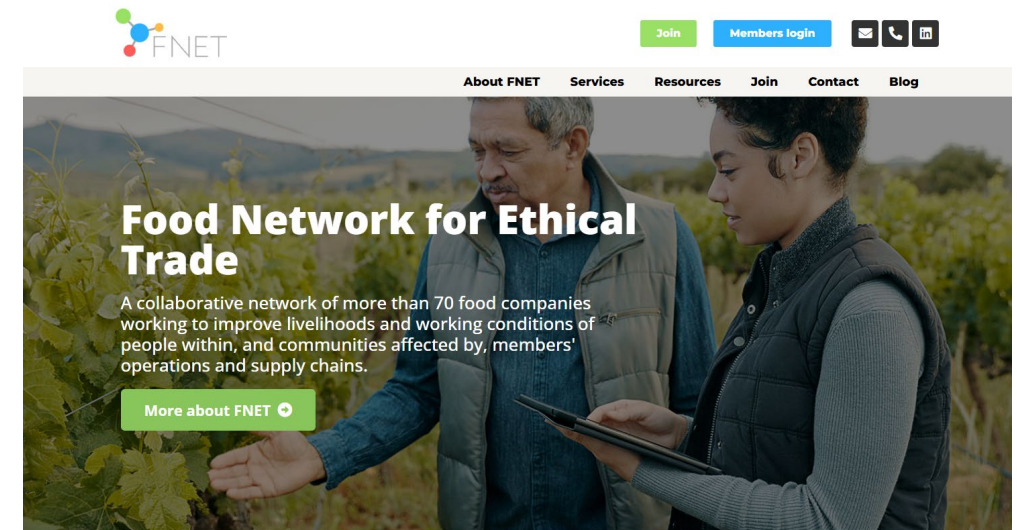 FNET
Join
Members login
About FNET
Services
Resources
Join
Contact
Blog
Food Network for Ethical
Trade
A collaborative network of more than 70 food companies
working to improve livelihoods and working conditions of
people within, and communities affected by, members'
operations and supply chains.
More about FNET